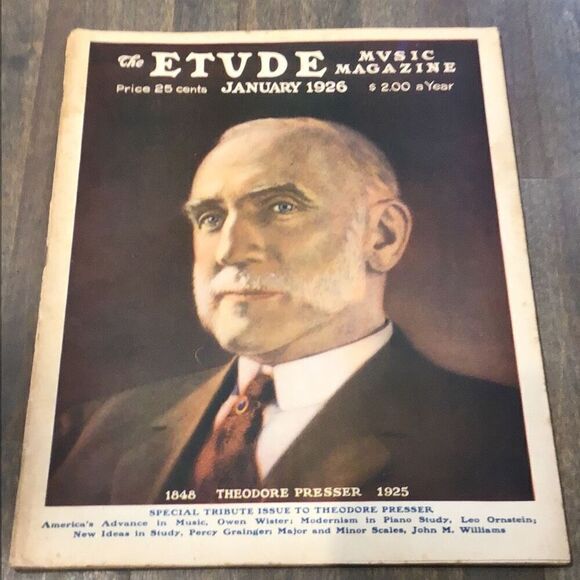 The ETVDE MVSIC MAGAZINE
Price 25 cents JANUARY 1926 $ 2.00 a Year
1848 THEODORE PRESSER 1925
SPECIAL TRIBUTE ISSUE TO THEODORE PRESSER
America's Advance in Music, Owen Wister; Modernism in Piano Study, Leo Ornstein;
New Ideas in Study, Percy Grainger; Major and Minor Scales, John M. Williams